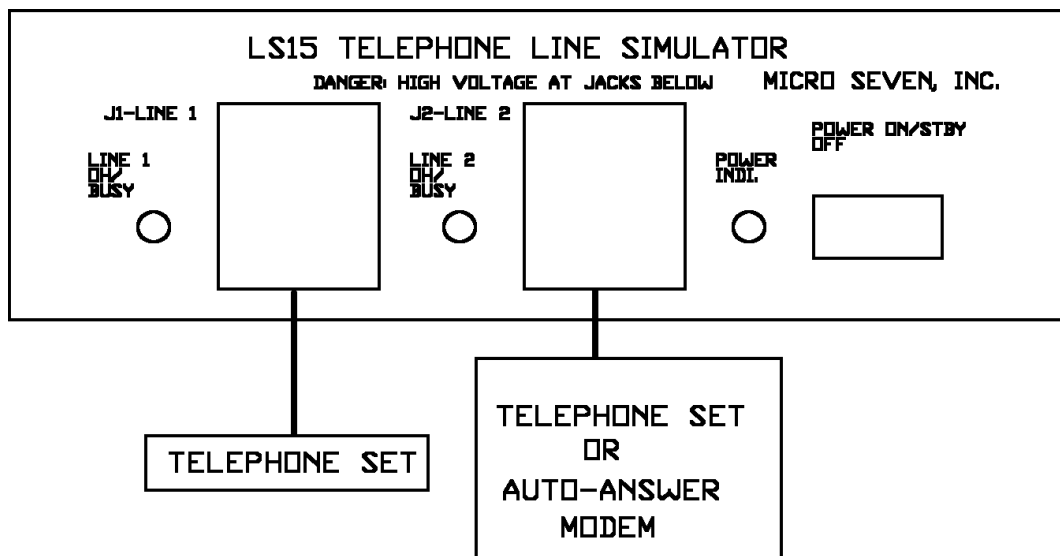 LS15 TELEPHONE LINE SIMULATOR
DANGER: HIGH VOLTAGE AT JACKS BELOW
MICRO SEVEN, INC.
J1-LINE 1
J2-LINE 2
POWER ON/STBY
OFF
LINE 1
OH/
BUSY
LINE 2
OH/
BUSY
POWER
INDI.
TELEPHONE SET
TELEPHONE SET
OR
AUTO-ANSWER
MODEM